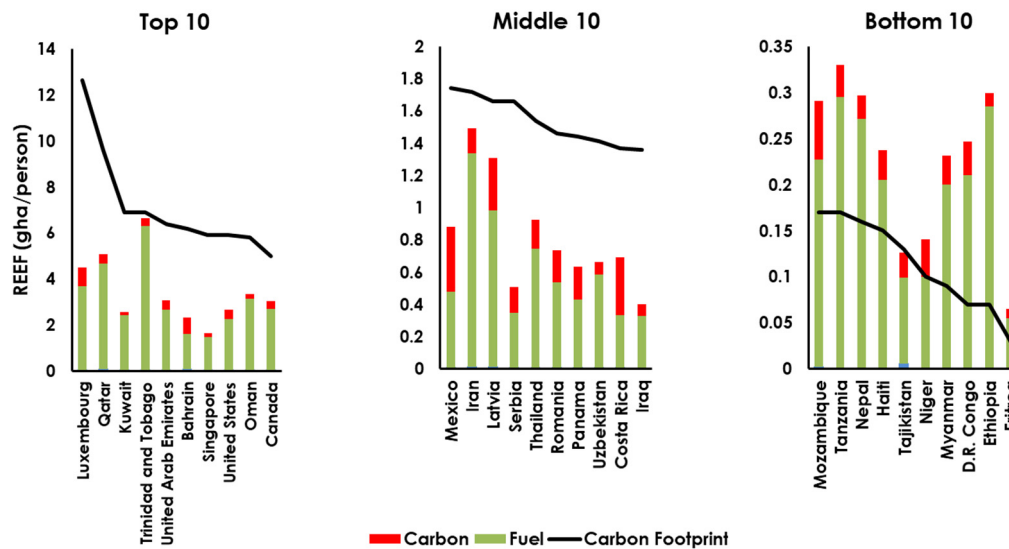 Top 10
Middle 10
Bottom 10
REEF (gha/person)
14
12
10
8
6
4
2
0
Luxembourg
Qatar
Kuwait
Trinidad and Tobago
United Arab Emirates
Bahrain
Singapore
United States
Oman
Canada
2
1.8
1.6
1.4
1.2
1
0.8
0.6
0.4
0.2
0
Mexico
Iran
Latvia
Serbia
Thailand
Romania
Panama
Uzbekistan
Costa Rica
Iraq
0.35
0.3
0.25
0.2
0.15
0.1
0.05
0
Mozambique
Tanzania
Nepal
Haiti
Tajikistan
Niger
Myanmar
D.R. Congo
Ethiopia
Carbon Fuel Carbon Footprint